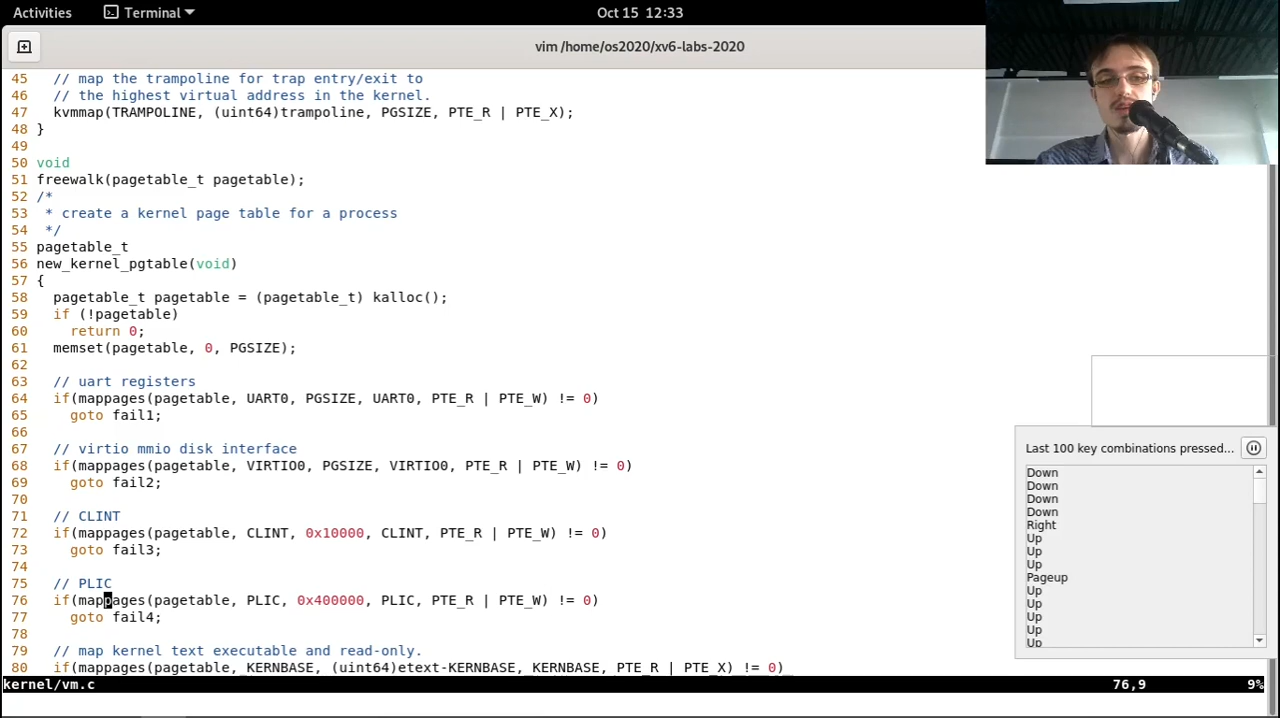 Activities Terminal Oct 15 12:33
vim /home/os2020/xv6-labs-2020
45 // map the trampoline for trap entry/exit to
46 // the highest virtual address in the kernel.
47 kvmmap(TRAMPOLINE, (uint64)trampoline, PGSIZE, PTE_R | PTE_X);
48 }
49
50 void
51 freewalk(pagetable_t pagetable);
52 /*
53 * create a kernel page table for a process
54 */
55 pagetable_t
56 new_kernel_pgtable(void)
57 {
58 pagetable_t pagetable = (pagetable_t) kalloc();
59 if (!pagetable)
60 return 0;
61 memset(pagetable, 0, PGSIZE);
62
63 // uart registers
64 if(mappages(pagetable, UART0, PGSIZE, UART0, PTE_R | PTE_W) != 0)
65 goto fail1;
66
67 // virtio mmio disk interface
68 if(mappages(pagetable, VIRTIO0, PGSIZE, VIRTIO0, PTE_R | PTE_W) != 0)
69 goto fail2;
70
71 // CLINT
72 if(mappages(pagetable, CLINT, 0x10000, CLINT, PTE_R | PTE_W) != 0)
73 goto fail3;
74
75 // PLIC
76 if(mappages(pagetable, PLIC, 0x400000, PLIC, PTE_R | PTE_W) != 0)
77 goto fail4;
78
79 // map kernel text executable and read-only.
80 if(mappages(pagetable, KERNBASE, (uint64)etext-KERNBASE, KERNBASE, PTE_R | PTE_X) != 0)
kernel/vm.c 76,9 9%
Last 100 key combinations pressed...
Down
Down
Down
Down
Right
Up
Up
Up
Pageup
Up
Up
Up
Up
Up